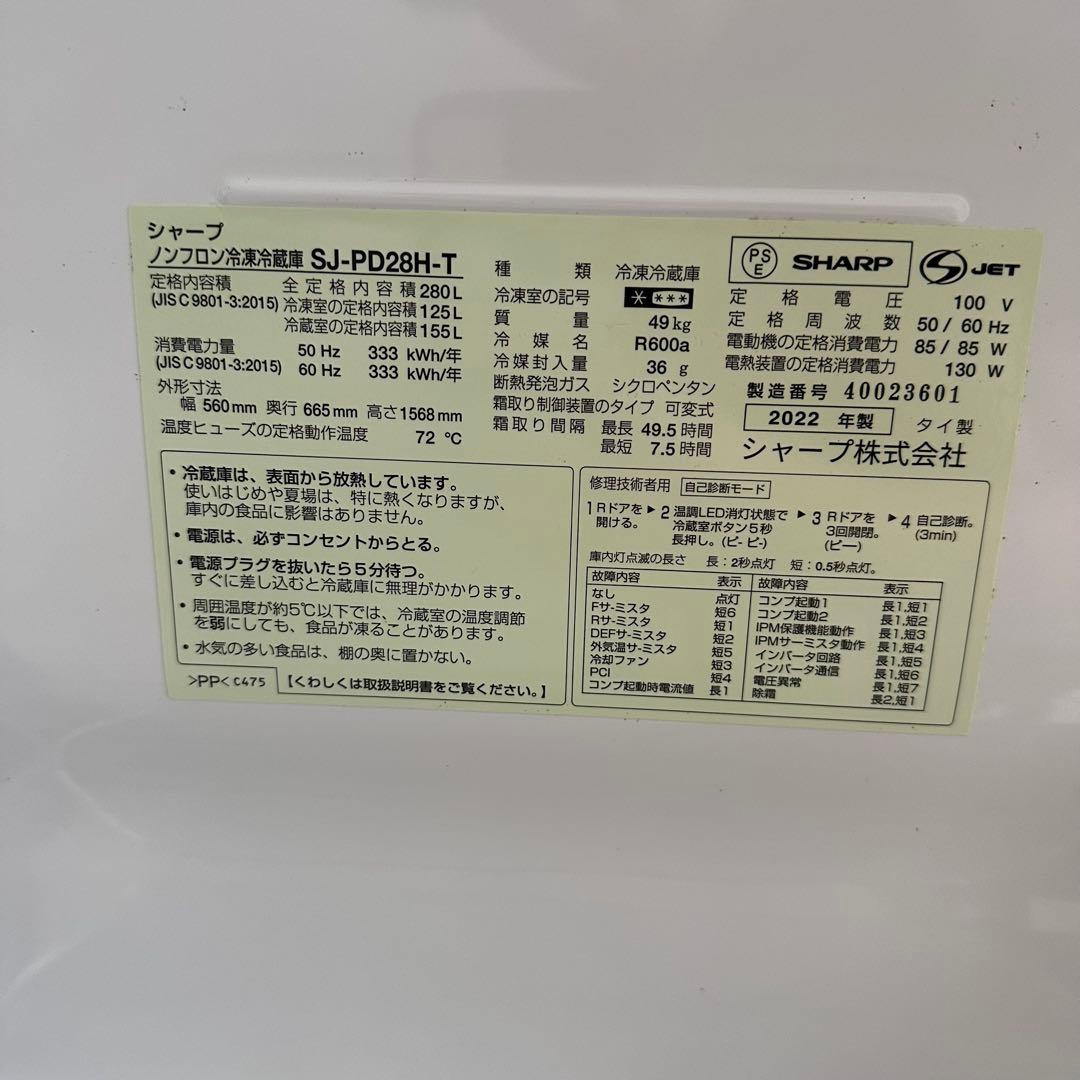 シャープ
ノンフロン冷凍冷蔵庫 SJ-PD28H-T
定格内容積 全定格内容積 280L
(JIS C 9801-3:2015) 冷凍室の定格内容積 125L
冷蔵室の定格内容積 155L
消費電力量 50 Hz 333 kWh/年
(JIS C 9801-3:2015) 60 Hz 333 kWh/年
外形寸法
幅 560mm 奥行 665mm 高さ1568mm
温度ヒューズの定格動作温度 72 ℃
種類 冷凍冷蔵庫
冷凍室の記号 * ***
質量 49kg
冷媒名 R600a
冷媒封入量 36 g
断熱発泡ガス シクロペンタン
霜取り制御装置のタイプ 可変式
霜取り間隔 最長 49.5時間
最短 7.5時間
PS E SHARP S JET
定格電圧 100 V
定格周波数 50/60 Hz
電動機の定格消費電力 85/85 W
電熱装置の定格消費電力 130 W
製造番号 40023601
2022 年製 タイ製
シャープ株式会社
・冷蔵庫は、表面から放熱しています。
使いはじめや夏場は、特に熱くなりますが、
庫内の食品に影響はありません。
・電源は、必ずコンセントからとる。
・電源プラグを抜いたら5分待つ。
すぐに差し込むと冷蔵庫に無理がかかります。
・周囲温度が約5℃以下では、冷蔵室の温度調節
を弱にしても、食品が凍ることがあります。
・水気の多い食品は、棚の奥に置かない。
>PP< C475 【くわしくは取扱説明書をご覧ください。】
修理技術者用 自己診断モード
1 Rドアを開ける。 ▶ 2 温調LED消灯状態で冷蔵室ボタン5秒長押し。(ピーピー) ▶ 3 Rドアを3回開閉。(ピー) ▶ 4 自己診断。(3min)
庫内灯点滅の長さ 長:2秒点灯 短:0.5秒点灯。
故障内容 表示 故障内容 表示
なし 点灯 コンプ起動1 長1,短1
Fサーミスタ 短6 コンプ起動2 長1,短2
Rサーミスタ 短1 IPM保護機能動作 長1,短3
DEFサーミスタ 短2 IPMサーミスタ動作 長1,短4
外気温サーミスタ 短5 インバータ回路 長1,短5
冷却ファン 短3 インバータ通信 長1,短6
PCI 短4 電圧異常 長1,短7
コンプ起動時電流値 長1 除霜 長2,短1